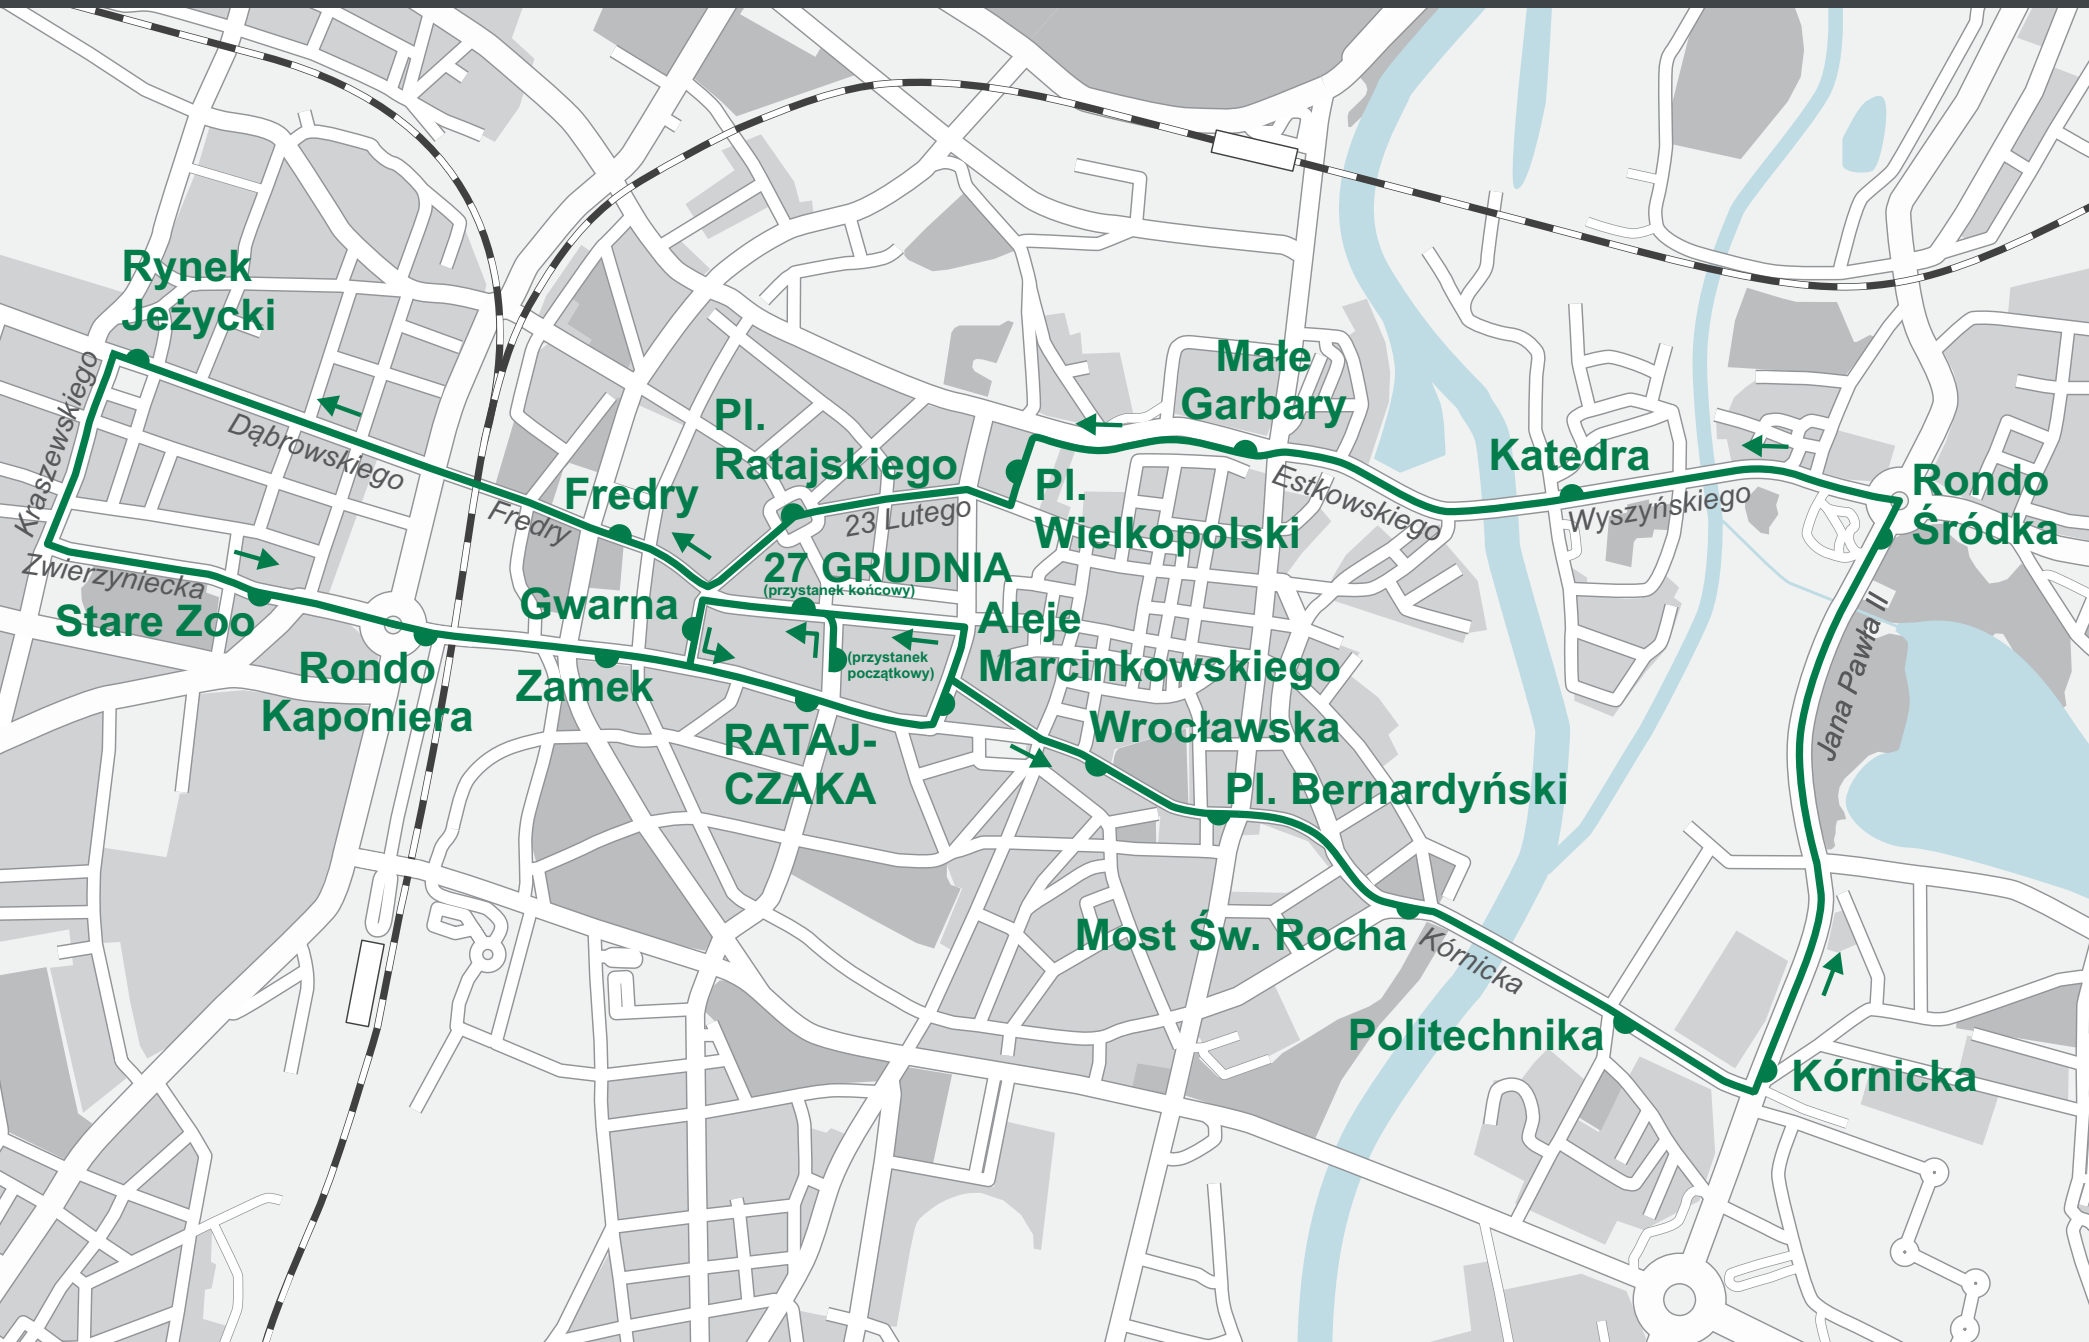 Rynek
Jeżycki
Kraszewskiego
Dąbrowskiego
Zwierzyniecka
Stare Zoo
Rondo
Kaponiera
Fredry
Fredry
Pl.
Ratajskiego
23 Lutego
27 GRUDNIA
(przystanek końcowy)
Gwarna
Zamek
(przystanek
początkowy)
RATAJ-
CZAKA
Aleje
Marcinkowskiego
Wrocławska
Pl. Bernardyński
Pl.
Wielkopolski
Małe
Garbary
Estkowskiego
Katedra
Wyszyńskiego
Rondo
Śródka
Jana Pawła II
Most Św. Rocha
Kórnicka
Politechnika
Kórnicka